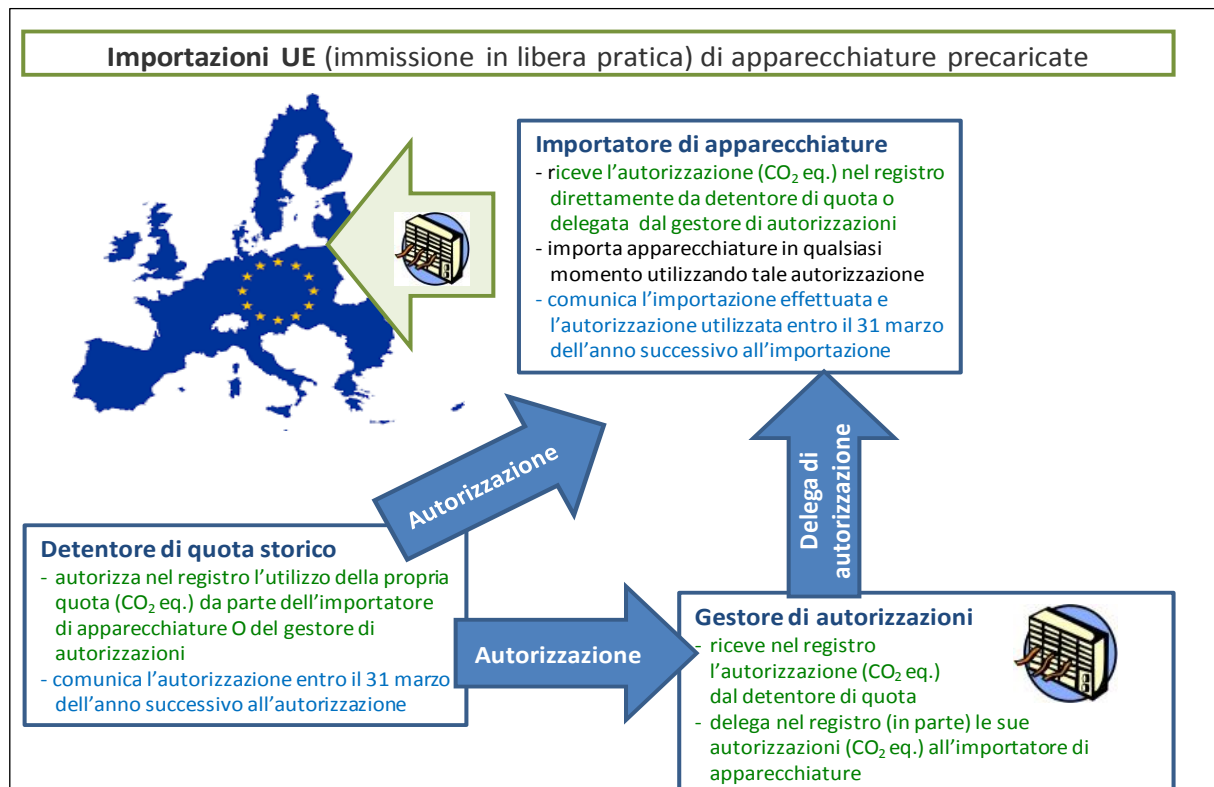 Importazioni UE (immissione in libera pratica) di apparecchiature precaricate
Importatore di apparecchiature
- riceve l'autorizzazione (CO₂ eq.) nel registro
direttamente da detentore di quota o
delegata dal gestore di autorizzazioni
- importa apparecchiature in qualsiasi
momento utilizzando tale autorizzazione
- comunica l'importazione effettuata e
l'autorizzazione utilizzata entro il 31 marzo
dell'anno successivo all'importazione
Autorizzazione
Delega di
autorizzazione
Detentore di quota storico
- autorizza nel registro l'utilizzo della propria
quota (CO₂ eq.) da parte dell'importatore
di apparecchiature O del gestore di
autorizzazioni
- comunica l'autorizzazione entro il 31 marzo
dell'anno successivo all'autorizzazione
Autorizzazione
Gestore di autorizzazioni
- riceve nel registro
l'autorizzazione (CO₂ eq.)
dal detentore di quota
- delega nel registro (in parte) le sue
autorizzazioni (CO₂ eq.) all'importatore di
apparecchiature